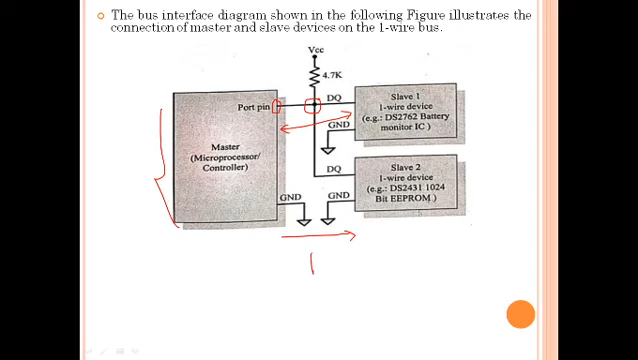 The bus interface diagram shown in the following Figure illustrates the
connection of master and slave devices on the 1-wire bus.
Vcc
4.7K
Port pin
DQ
Slave 1
1-wire device
(e.g.: DS2762 Battery
monitor IC )
GND
Master
(Microprocessor/
Controller)
DQ
Slave 2
1-wire device
(e.g.: DS2431 1024
Bit EEPROM )
GND
GND